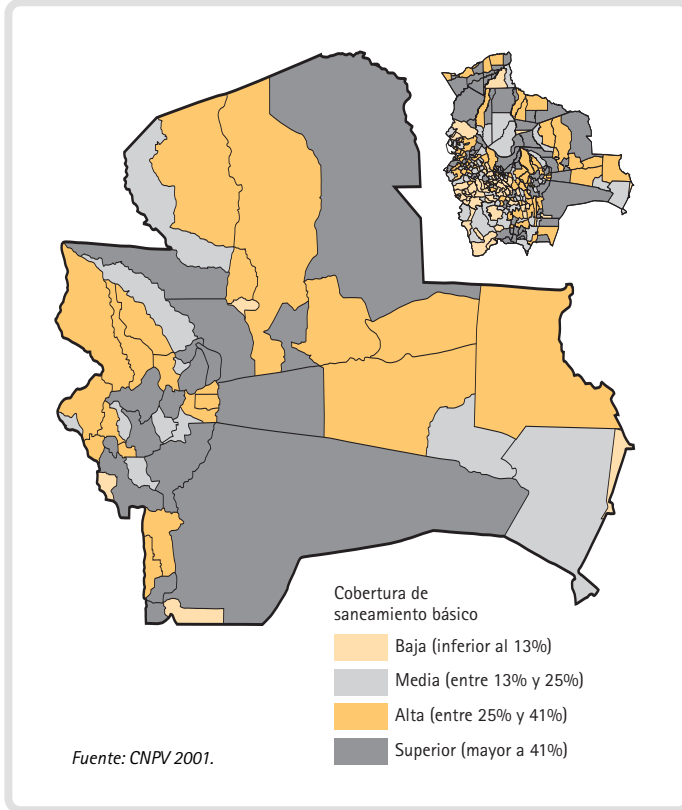 Cobertura de
saneamiento básico
Baja (inferior al 13%)
Media (entre 13% y 25%)
Alta (entre 25% y 41%)
Superior (mayor a 41%)
Fuente: CNPV 2001.